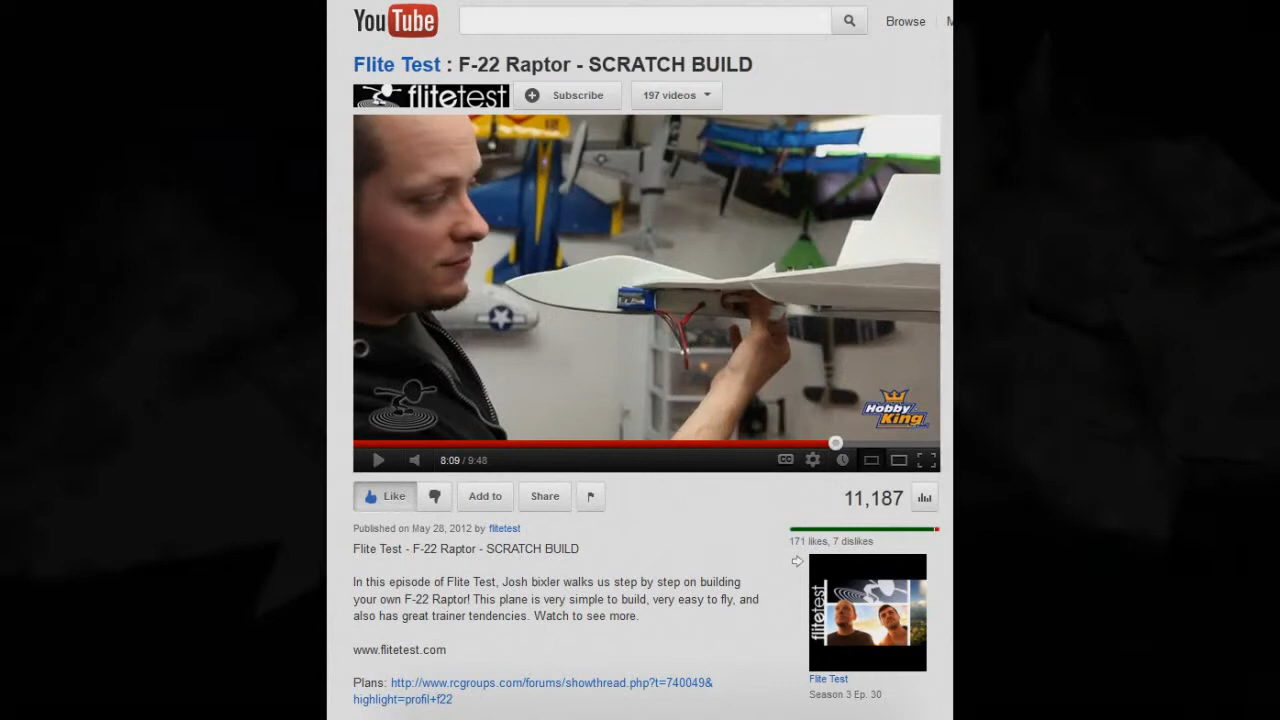 YouTube
Browse
M
Flite Test : F-22 Raptor - SCRATCH BUILD
flitetest
Subscribe
197 videos
Hobby
King
8:09 / 9:48
CC
Like
Add to
Share
11,187
Published on May 28, 2012 by flitetest
171 likes, 7 dislikes
Flite Test - F-22 Raptor - SCRATCH BUILD
In this episode of Flite Test, Josh bixler walks us step by step on building
your own F-22 Raptor! This plane is very simple to build, very easy to fly, and
also has great trainer tendencies. Watch to see more.
flitetest
www.flitetest.com
Flite Test
Season 3 Ep. 30
Plans: http://www.rcgroups.com/forums/showthread.php?t=740049&
highlight=profil+f22